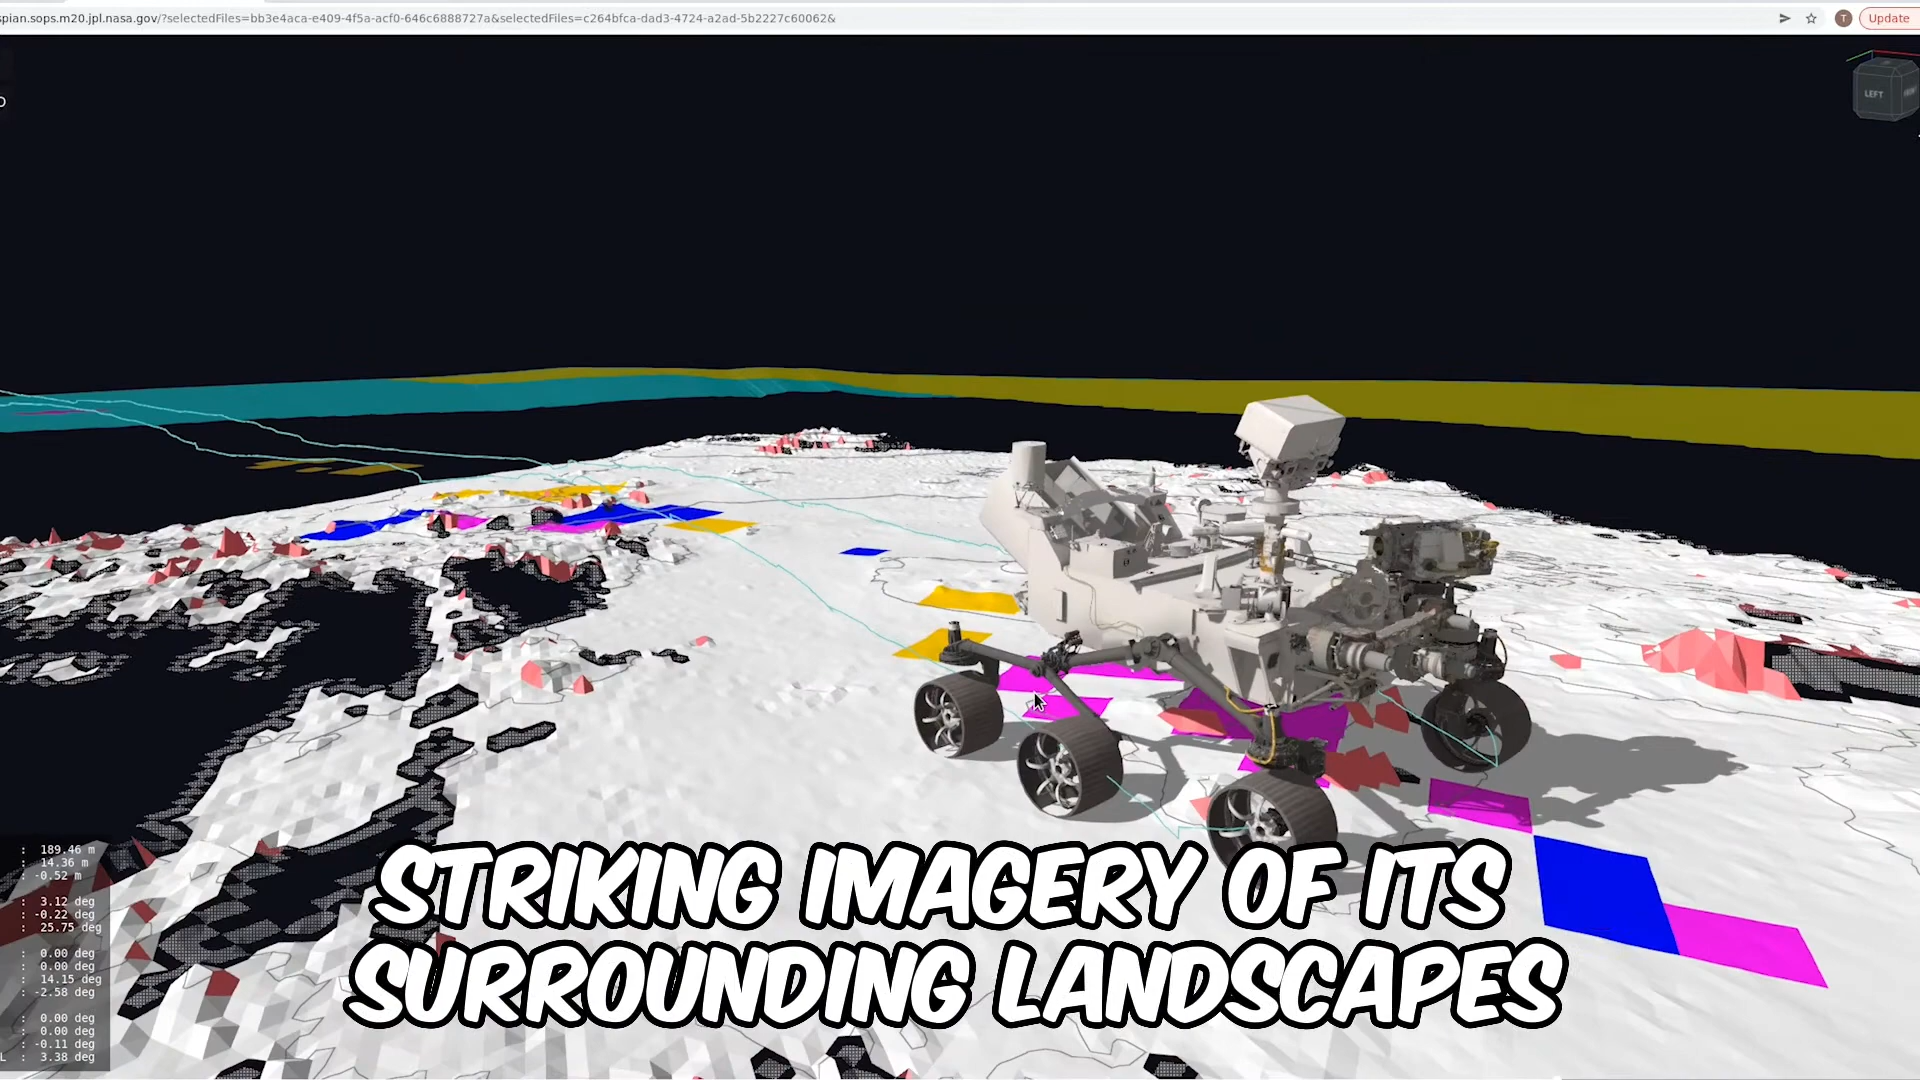 spian.sops.m20.jpl.nasa.gov/?selectedFiles=bb3e4aca-e409-4f5a-acf0-646c6888727a&selectedFiles=c264bfca-dad3-4724-a2ad-5b2227c60062&
T
Update
LEFT
: 189.46 m
: 14.36 m
: -0.52 m
: 3.12 deg
: -0.22 deg
: 25.75 deg
: 0.00 deg
: 0.00 deg
: 14.15 deg
: -2.58 deg
: 0.00 deg
: 0.00 deg
: -0.11 deg
L : 3.38 deg
STRIKING IMAGERY OF ITS
SURROUNDING LANDSCAPES